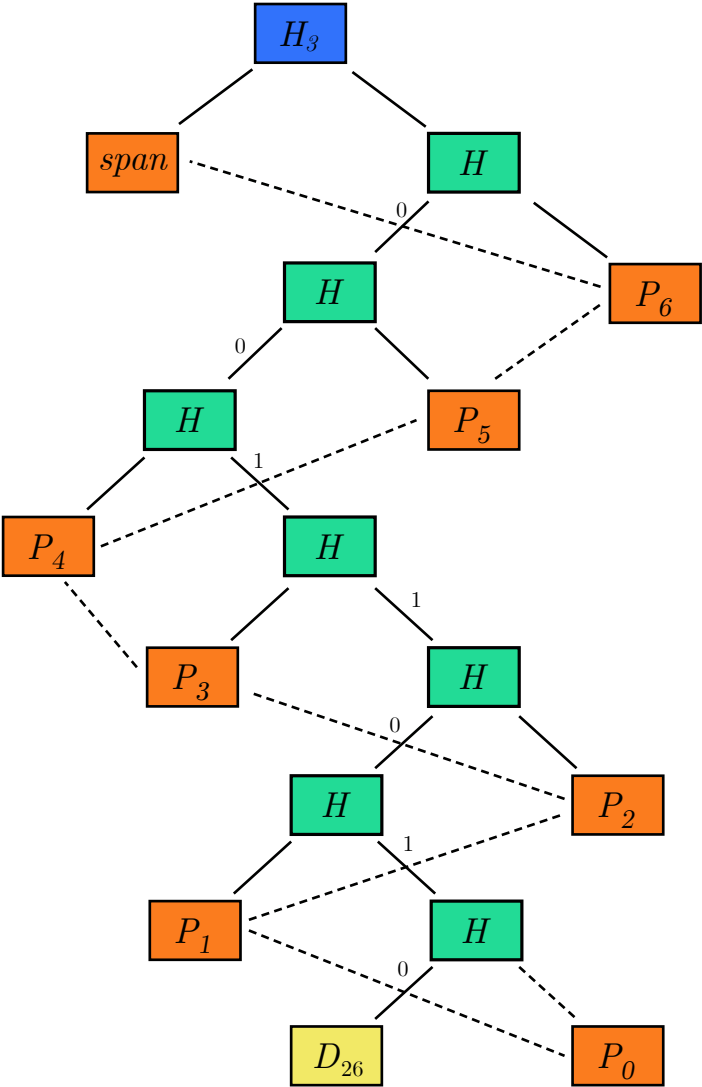 H₃
span H
0
H P₆
0
H P₅
1
P₄ H
1
P₃ H
0
H P₂
1
P₁ H
0
D₂₆ P₀